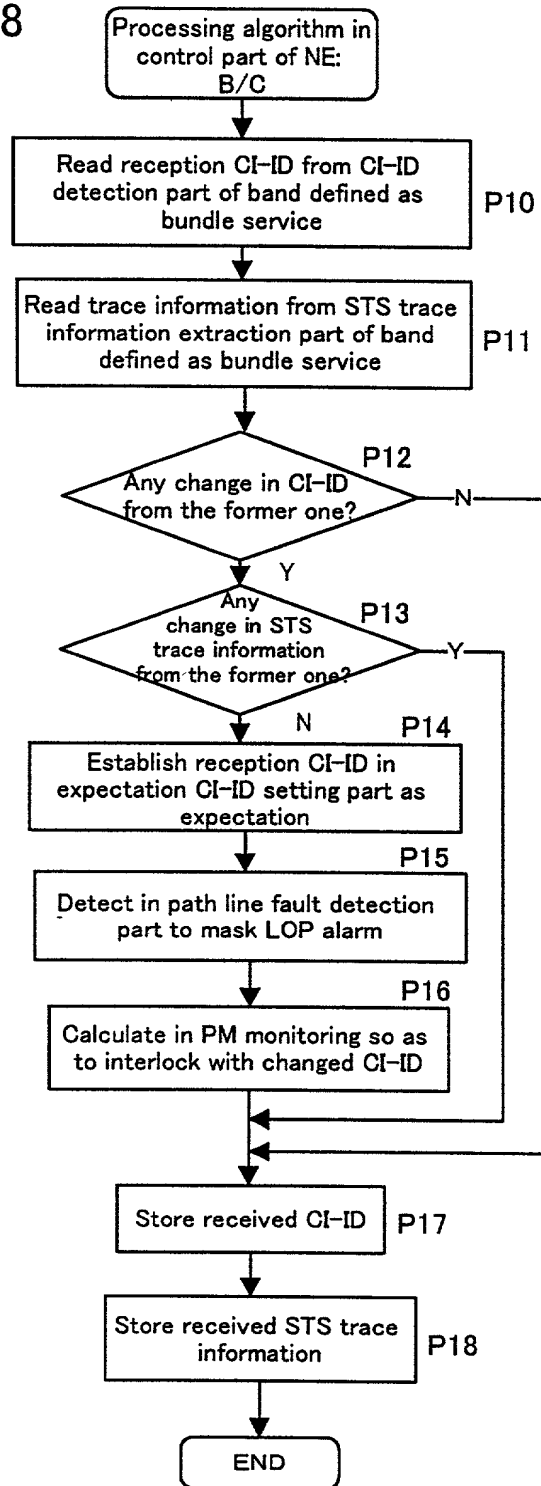 8
Processing algorithm in
control part of NE:
B/C
Read reception CI-ID from CI-ID
detection part of band defined as
bundle service
P10
Read trace information from STS trace
information extraction part of band
defined as bundle service
P11
P12
Any change in CI-ID
from the former one?
N
Y
P13
Any
change in STS
trace information
from the former one?
Y
N
P14
Establish reception CI-ID in
expectation CI-ID setting part as
expectation
P15
Detect in path line fault detection
part to mask LOP alarm
P16
Calculate in PM monitoring so as
to interlock with changed CI-ID
Store received CI-ID
P17
Store received STS trace
information
P18
END